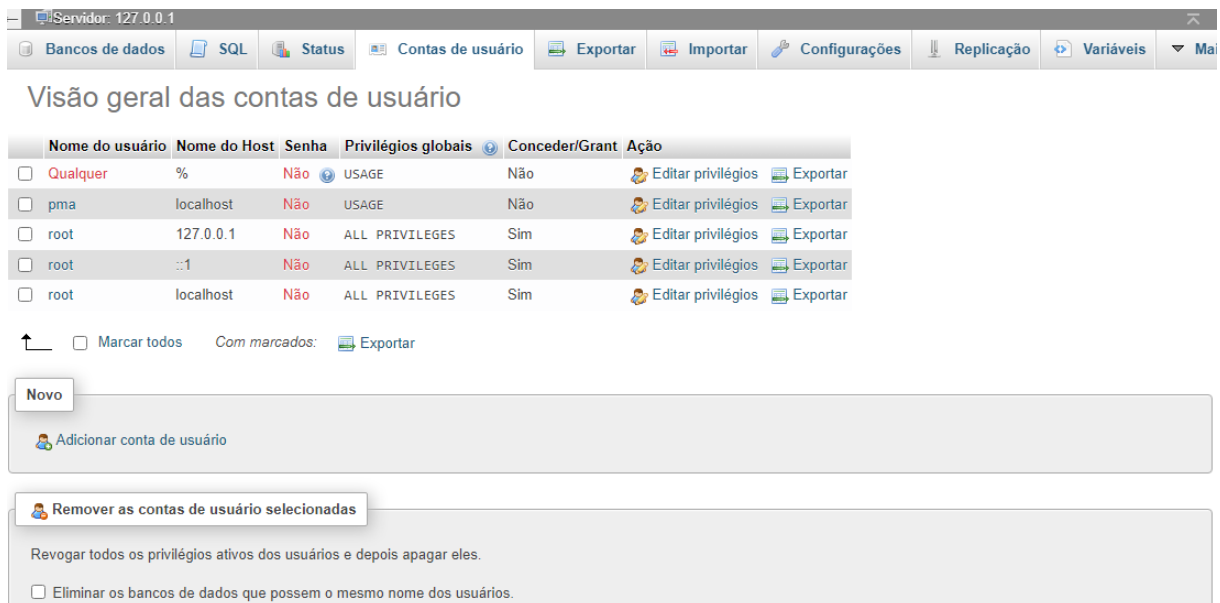 Servidor: 127.0.0.1
Bancos de dados SQL Status Contas de usuário Exportar Importar Configurações Replicação Variáveis Mai
Visão geral das contas de usuário
Nome do usuário Nome do Host Senha Privilégios globais Conceder/Grant Ação
Qualquer % Não USAGE Não Editar privilégios Exportar
pma localhost Não USAGE Não Editar privilégios Exportar
root 127.0.0.1 Não ALL PRIVILEGES Sim Editar privilégios Exportar
root ::1 Não ALL PRIVILEGES Sim Editar privilégios Exportar
root localhost Não ALL PRIVILEGES Sim Editar privilégios Exportar
Marcar todos Com marcados: Exportar
Novo
Adicionar conta de usuário
Remover as contas de usuário selecionadas
Revogar todos os privilégios ativos dos usuários e depois apagar eles.
Eliminar os bancos de dados que possem o mesmo nome dos usuários.